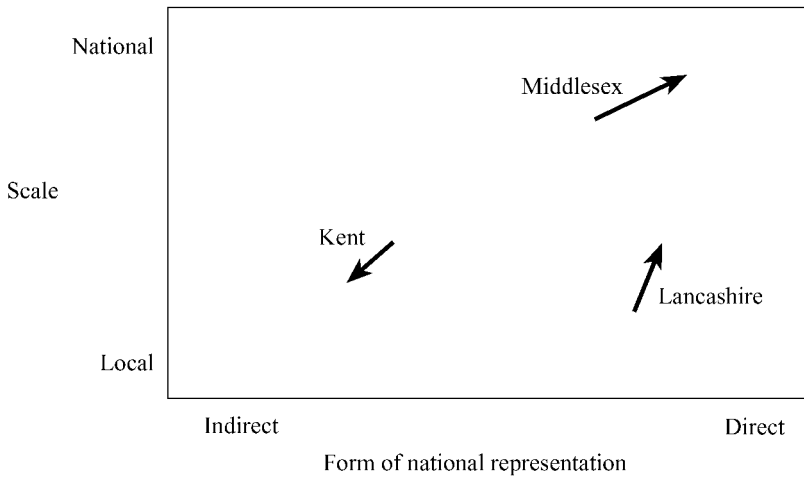 National
Middlesex
Scale
Kent
Lancashire
Local
Indirect
Direct
Form of national representation